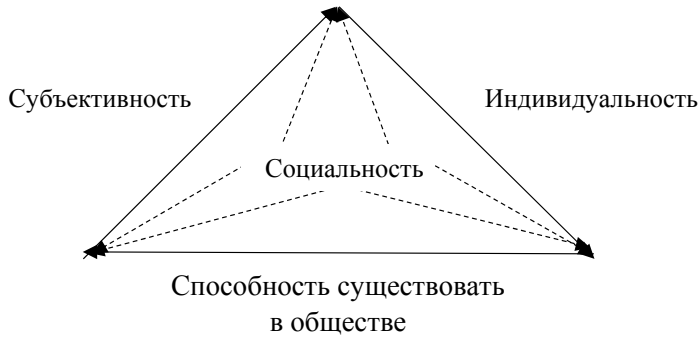 Субъективность
Индивидуальность
Социальность
Способность существовать
в обществе